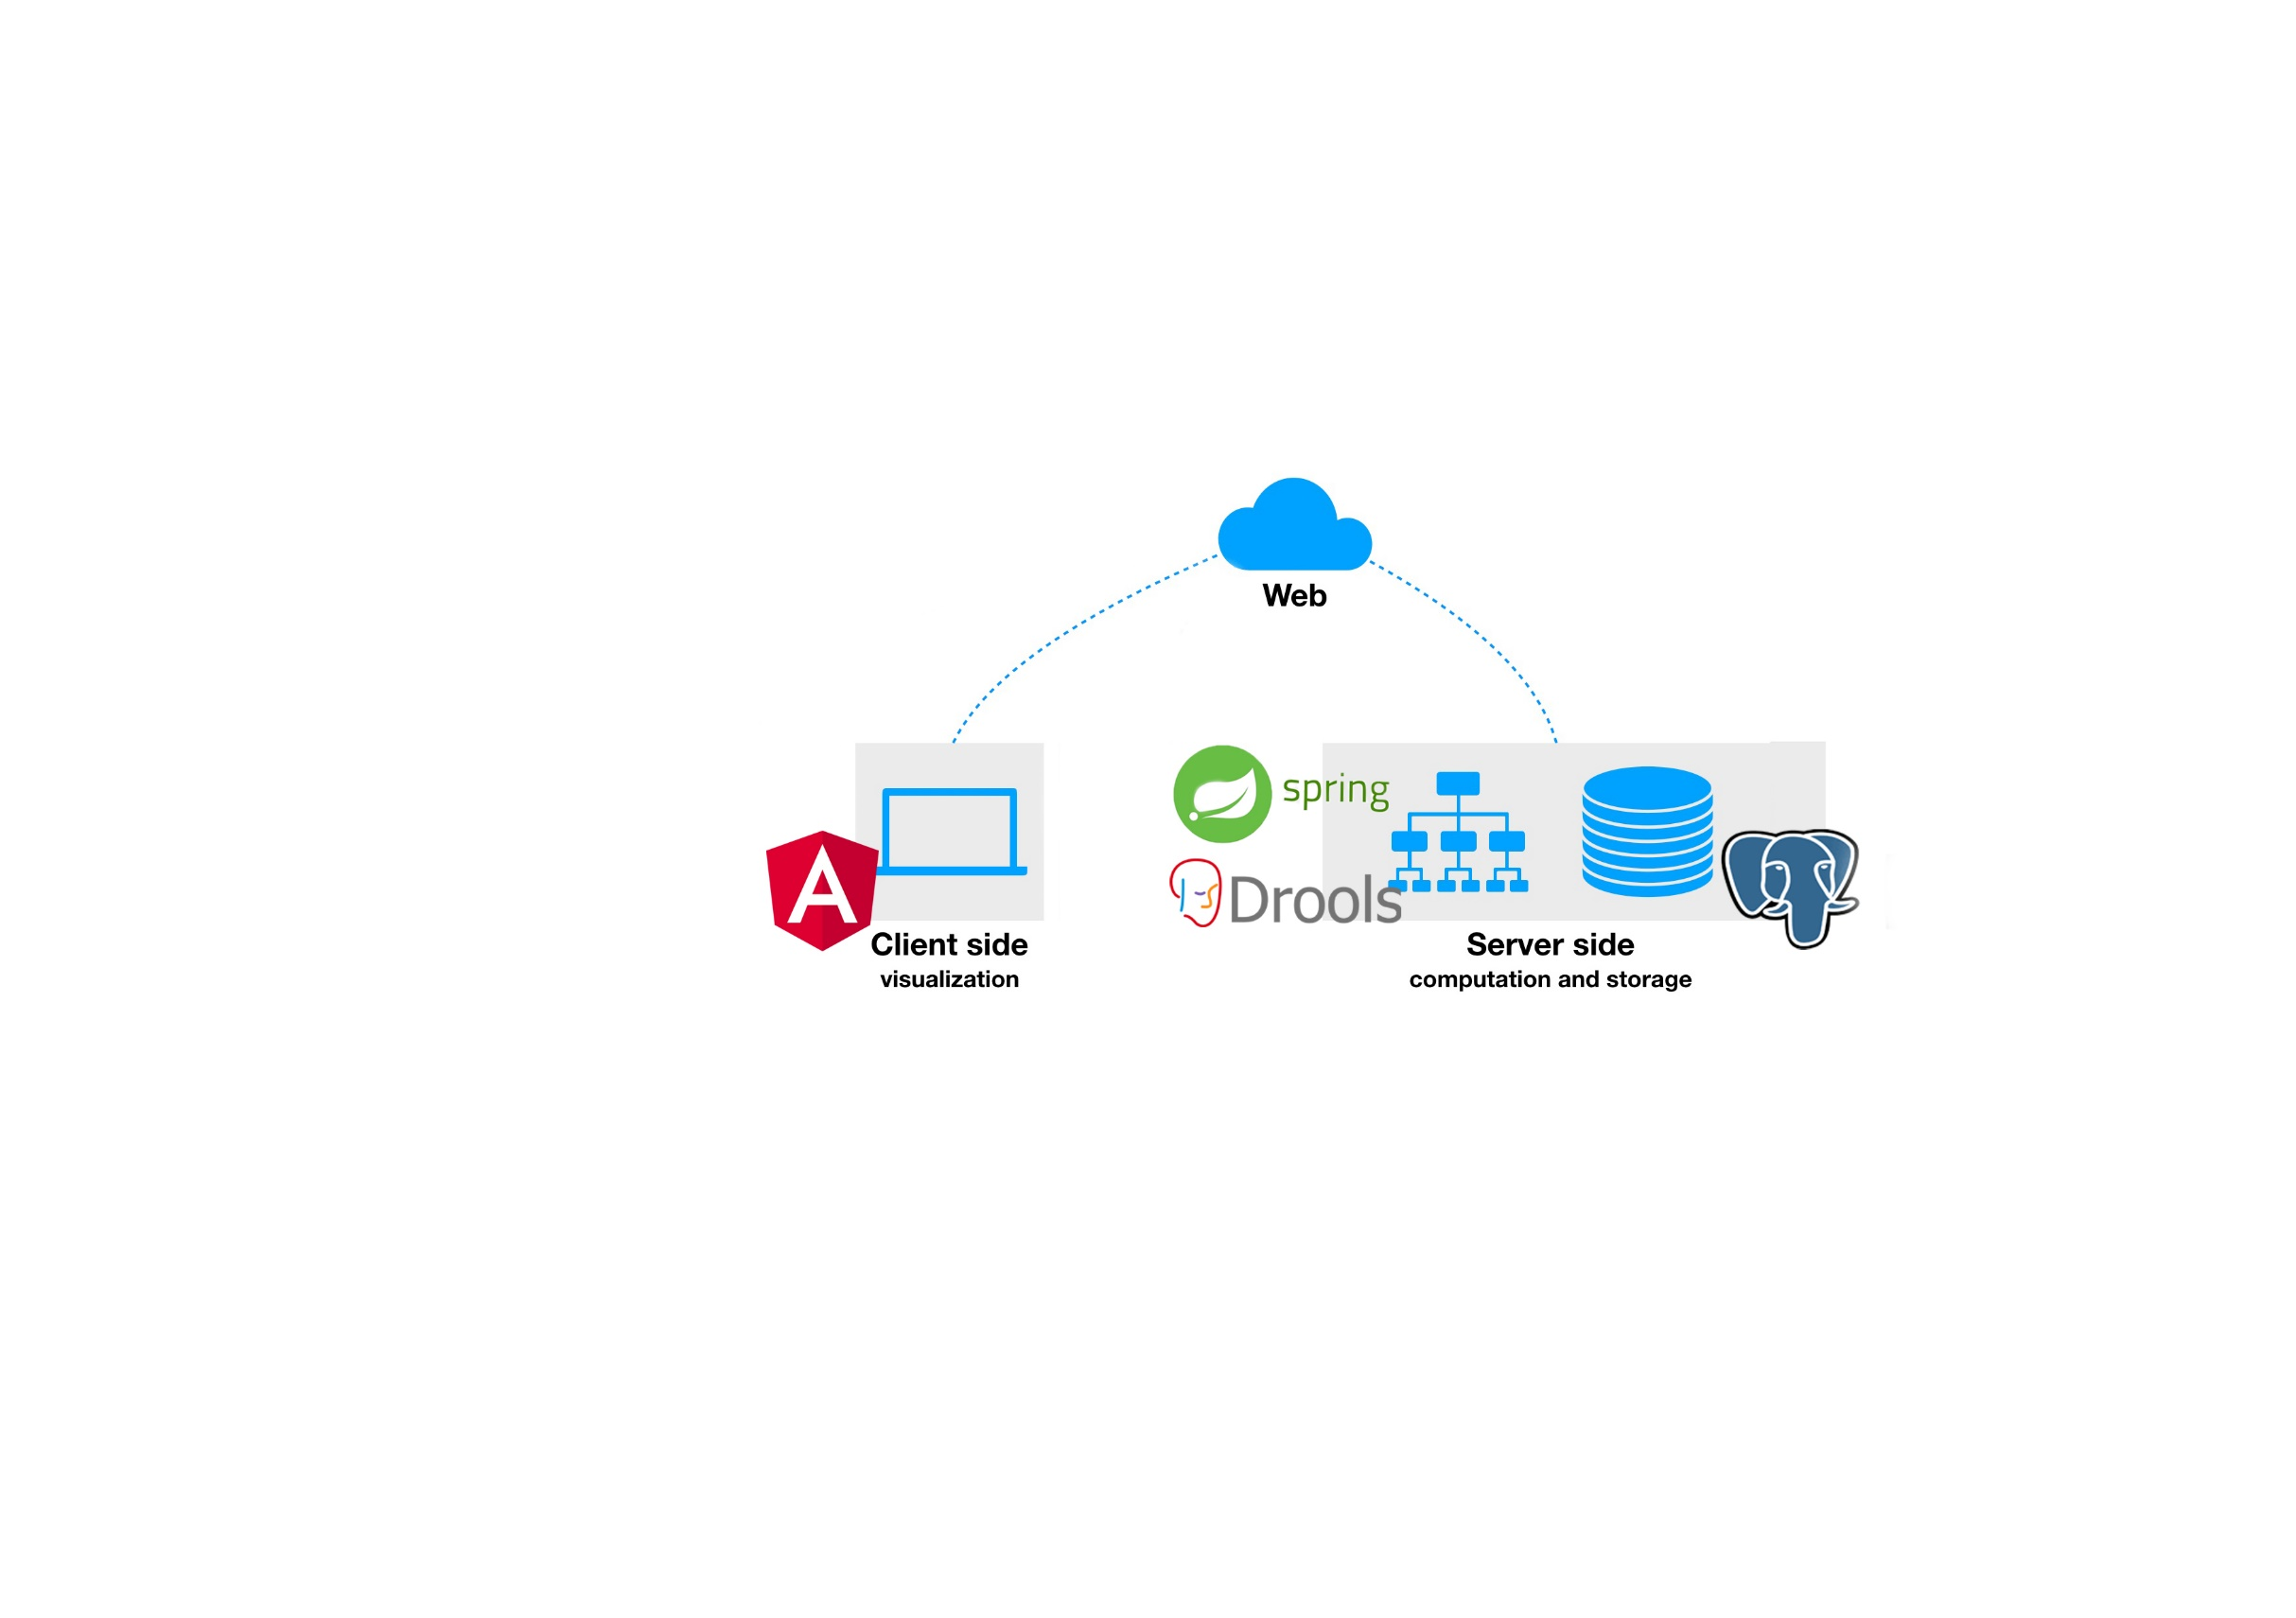 Web
spring
Drools
Client side
visualization
Server side
computation and storage